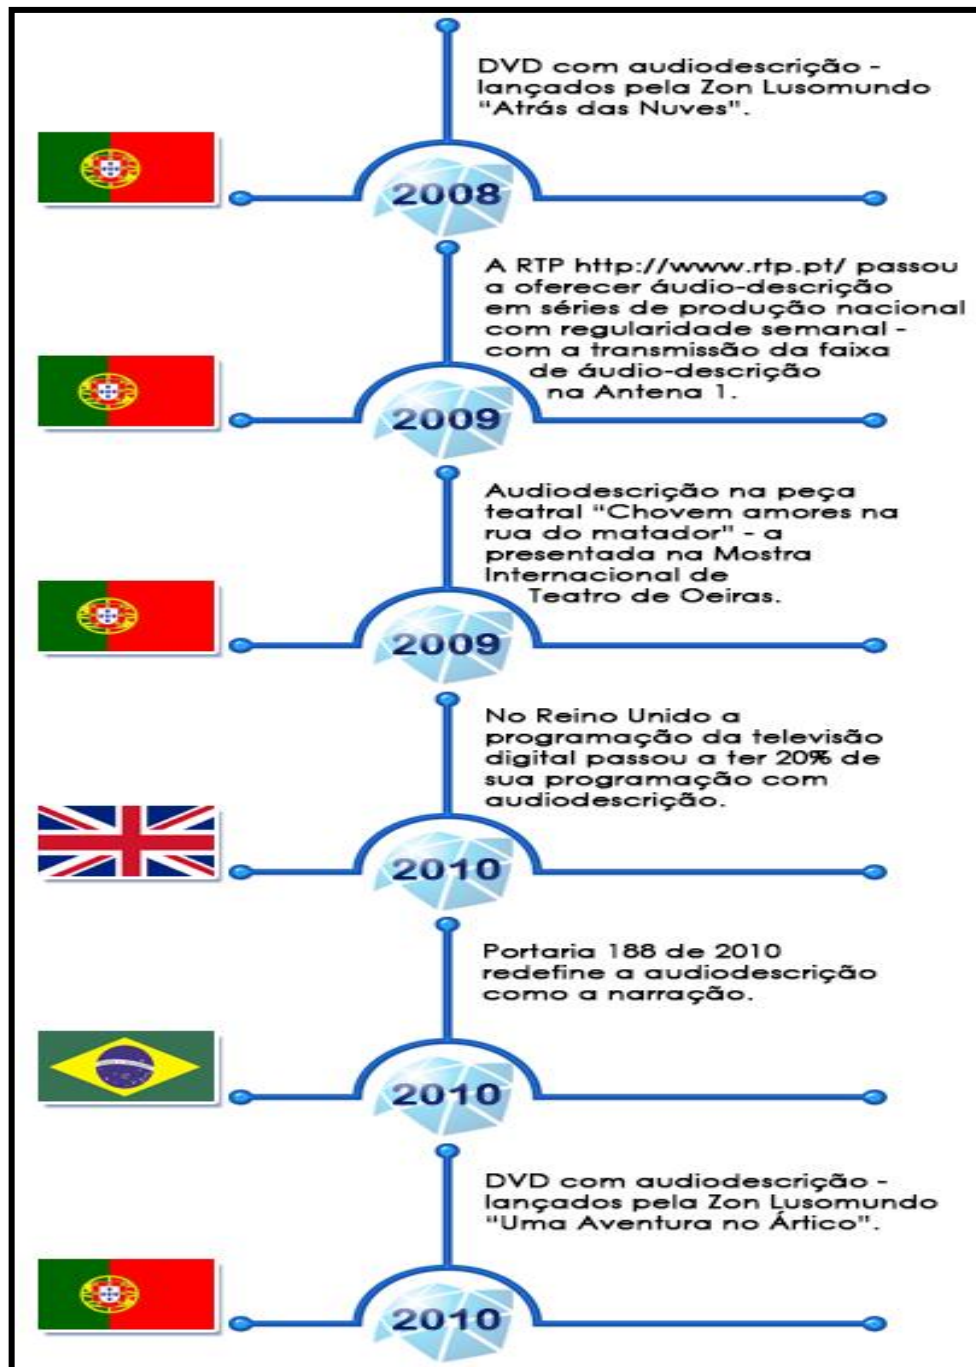 DVD com audiodescrição -
lançados pela Zon Lusomundo
“Atrás das Nuves".
2008
A RTP http://www.rtp.pt/ passou
a oferecer áudio-descrição
em séries de produção nacional
com regularidade semanal -
com a transmissão da faixa
de áudio-descrição
na Antena 1.
2009
Audiodescrição na peça
teatral “Chovem amores na
rua do matador" - a
presentada na Mostra
Internacional de
Teatro de Oeiras.
2009
No Reino Unido a
programação da televisão
digital passou a ter 20% de
sua programação com
audiodescrição.
2010
Portaria 188 de 2010
redefine a audiodescrição
como a narração.
2010
DVD com audiodescrição -
lançados pela Zon Lusomundo
“Uma Aventura no Ártico".
2010